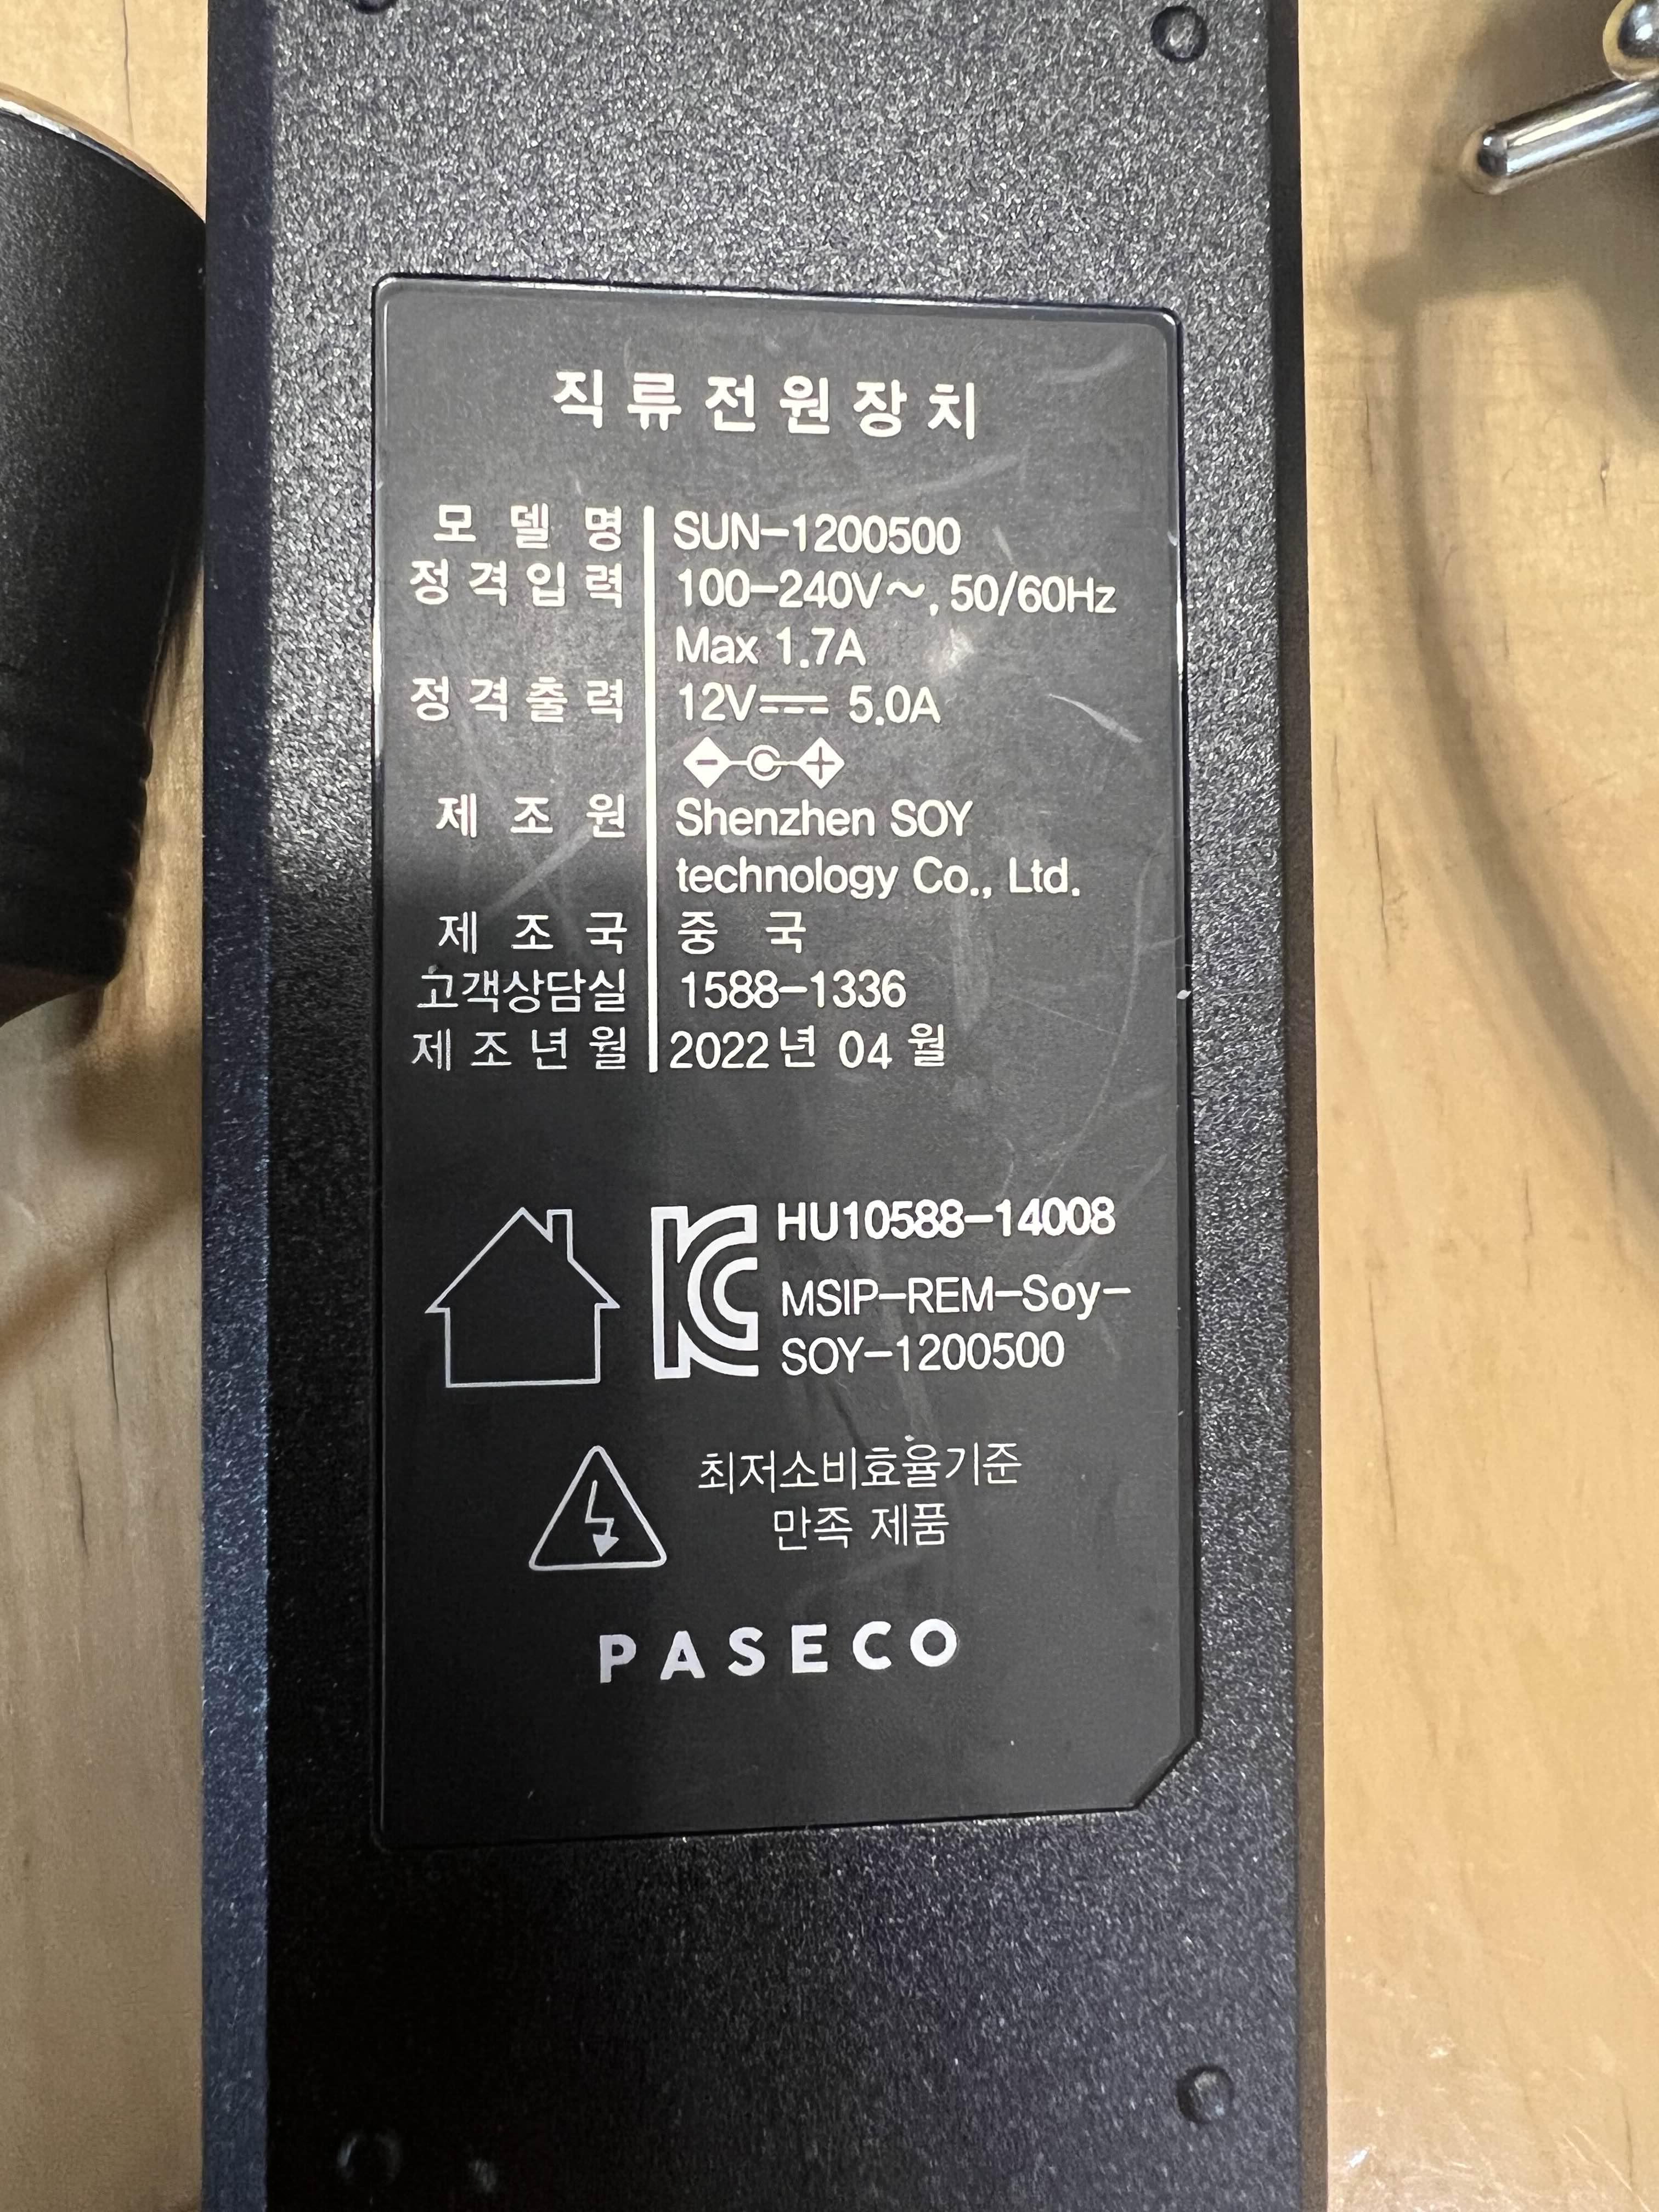 직류전원장치
모델명 SUN-1200500
정격입력 100-240V~, 50/60Hz
Max 1.7A
정격출력 12V⎓ 5.0A
제조원 Shenzhen SOY
technology Co., Ltd.
제조국 중국
고객상담실 1588-1336
제조년월 2022년 04월
HU10588-14008
MSIP-REM-Soy-
SOY-1200500
최저소비효율기준
만족 제품
PASECO